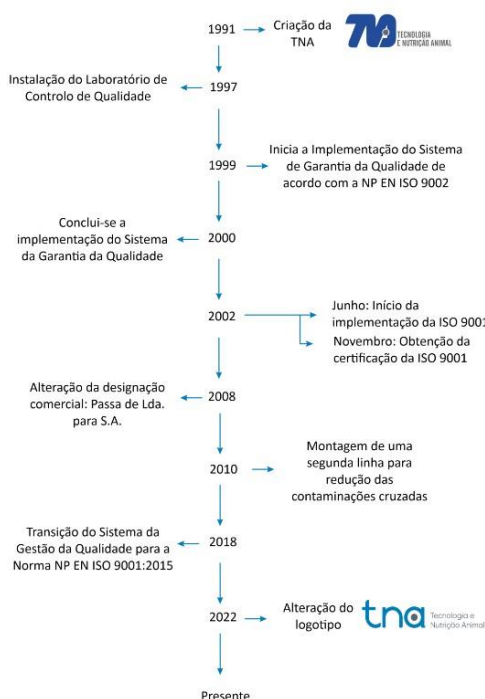 1991
Criação da
TNA
TNA
TECNOLOGIA
E NUTRIÇÃO ANIMAL
Instalação do Laboratório de
Controlo de Qualidade
1997
1999
Inicia a Implementação do Sistema
de Garantia da Qualidade de
acordo com a NP EN ISO 9002
Conclui-se a
implementação do Sistema
da Garantia da Qualidade
2000
2002
Junho: Início da
implementação da ISO 9001
Novembro: Obtenção da
certificação da ISO 9001
Alteração da designação
comercial: Passa de Lda.
para S.A.
2008
2010
Montagem de uma
segunda linha para
redução das
contaminações cruzadas
Transição do Sistema da
Gestão da Qualidade para a
Norma NP EN ISO 9001:2015
2018
2022
Alteração do
logotipo
tna
Tecnologia e
Nutrição Animal
Presente